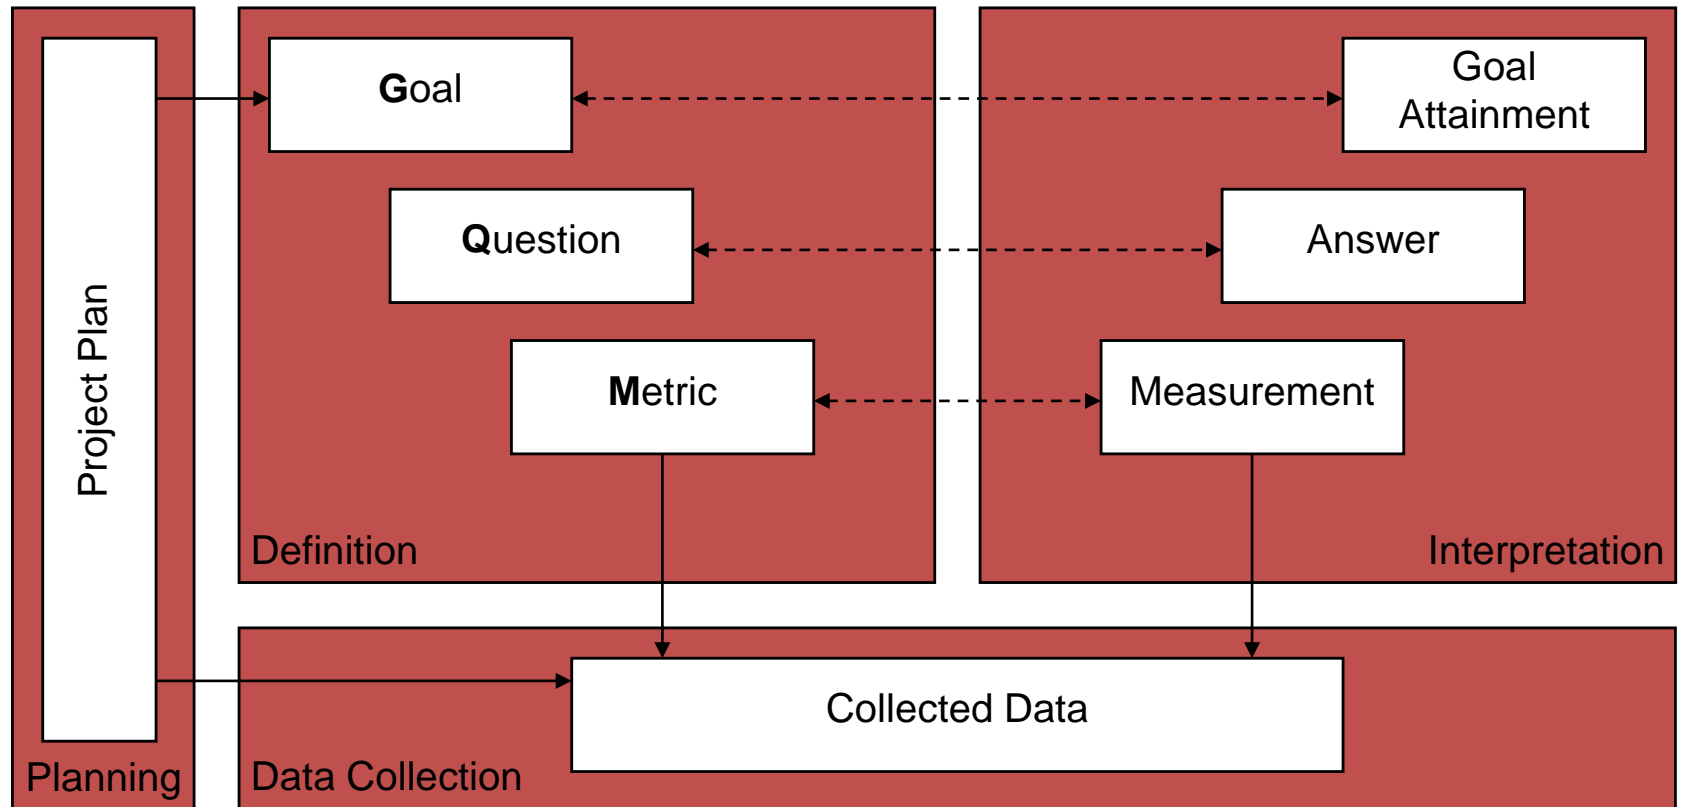 Project Plan
Planning
Goal
Question
Metric
Definition
Goal
Attainment
Answer
Measurement
Interpretation
Collected Data
Data Collection